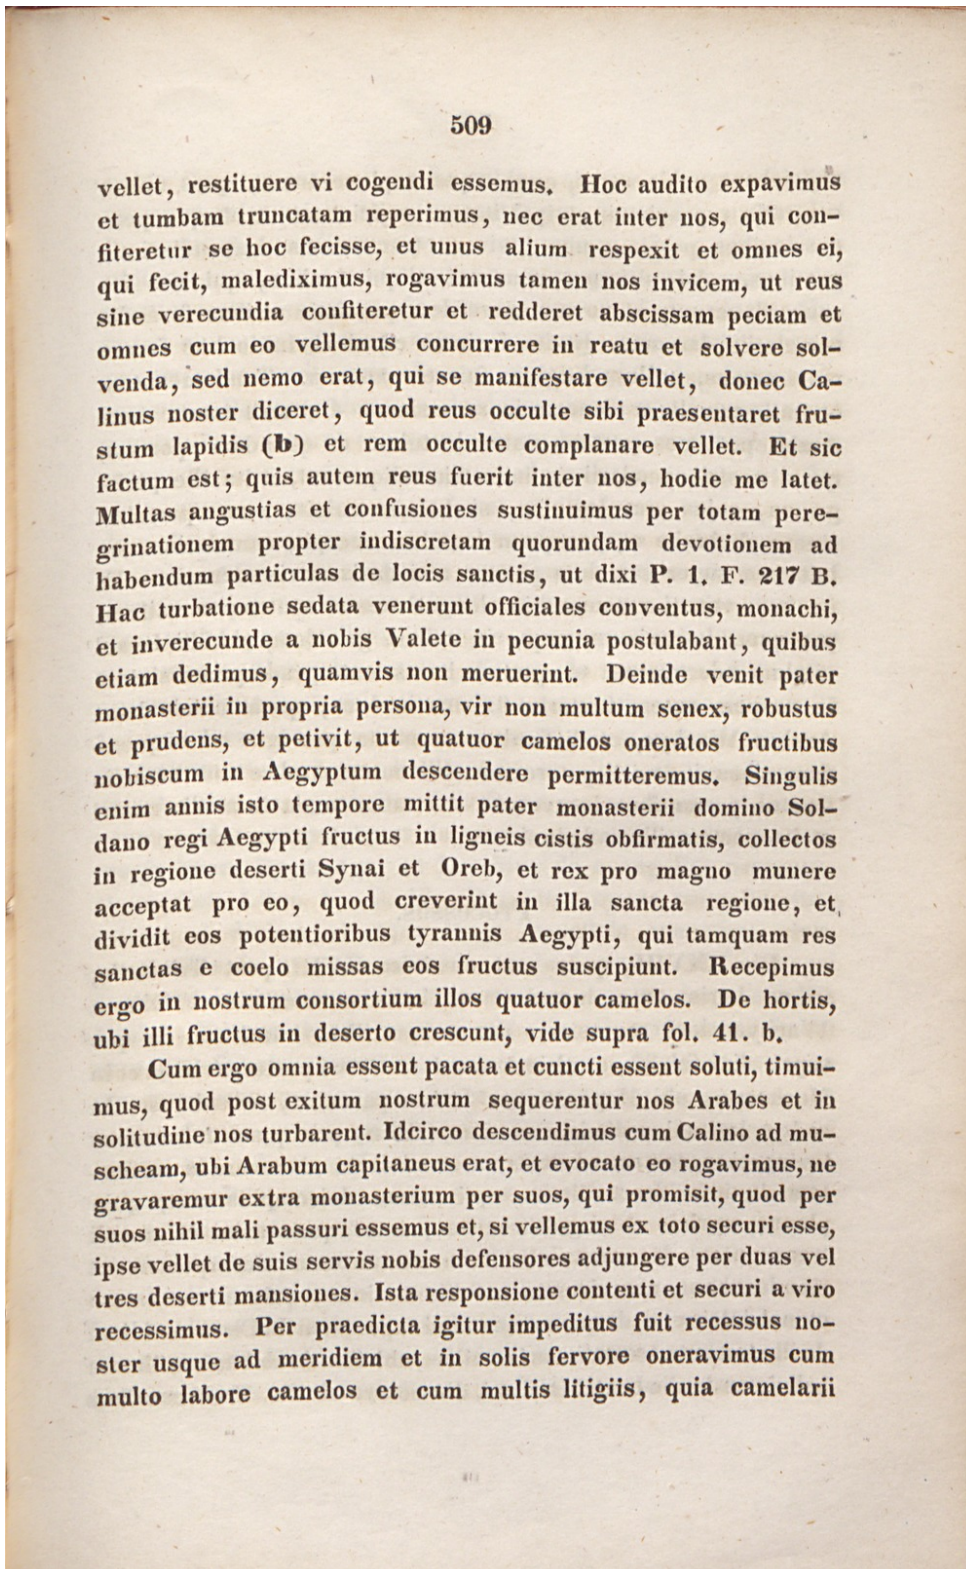 509
vellet, restituere vi cogendi essemus. Hoc audito expavimus
et tumbam truncatam reperimus, nec erat inter nos, qui con-
fiteretur se hoc fecisse, et unus alium respexit et omnes ei,
qui fecit, malediximus, rogavimus tamen nos invicem, ut reus
sine verecundia confiteretur et redderet abscissam peciam et
omnes cum eo vellemus concurrere in reatu et solvere sol-
venda, sed nemo erat, qui se manifestare vellet, donec Ca-
linus noster diceret, quod reus occulte sibi praesentaret fru-
stum lapidis (b) et rem occulte complanare vellet. Et sic
factum est; quis autem reus fuerit inter nos, hodie me latet.
Multas angustias et confusiones sustinuimus per totam pere-
grinationem propter indiscretam quorundam devotionem ad
habendum particulas de locis sanctis, ut dixi P. 1. F. 217 B.
Hac turbatione sedata venerunt officiales conventus, monachi,
et inverecunde a nobis Valete in pecunia postulabant, quibus
etiam dedimus, quamvis non meruerint. Deinde venit pater
monasterii in propria persona, vir non multum senex, robustus
et prudens, et petivit, ut quatuor camelos oneratos fructibus
nobiscum in Aegyptum descendere permitteremus. Singulis
enim annis isto tempore mittit pater monasterii domino Sol-
dano regi Aegypti fructus in ligneis cistis obfirmatis, collectos
in regione deserti Synai et Oreb, et rex pro magno munere
acceptat pro eo, quod creverint in illa sancta regione, et
dividit eos potentioribus tyrannis Aegypti, qui tamquam res
sanctas e coelo missas eos fructus suscipiunt. Recepimus
ergo in nostrum consortium illos quatuor camelos. De hortis,
ubi illi fructus in deserto crescunt, vide supra fol. 41. b.
Cum ergo omnia essent pacata et cuncti essent soluti, timui-
mus, quod post exitum nostrum sequerentur nos Arabes et in
solitudine nos turbarent. Idcirco descendimus cum Calino ad mu-
scheam, ubi Arabum capitaneus erat, et evocato eo rogavimus, ne
gravaremur extra monasterium per suos, qui promisit, quod per
suos nihil mali passuri essemus et, si vellemus ex toto securi esse,
ipse vellet de suis servis nobis defensores adjungere per duas vel
tres deserti mansiones. Ista responsione contenti et securi a viro
recessimus. Per praedicta igitur impeditus fuit recessus no-
ster usque ad meridiem et in solis fervore oneravimus cum
multo labore camelos et cum multis litigiis, quia camelarii